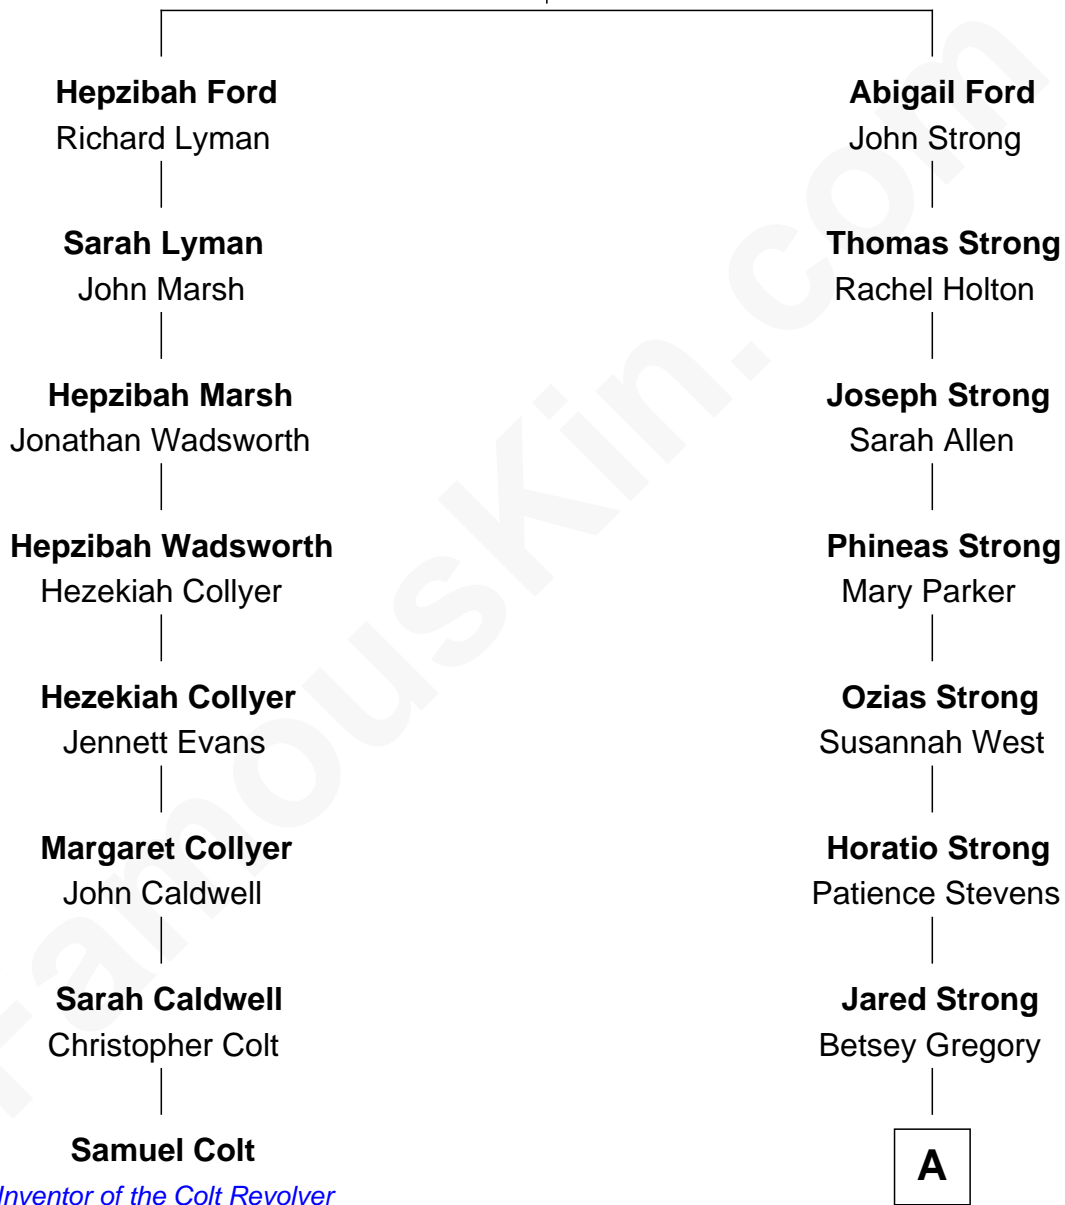 Hepzibah Ford
Richard Lyman
Sarah Lyman
John Marsh
Hepzibah Marsh
Jonathan Wadsworth
Hepzibah Wadsworth
Hezekiah Collyer
Hezekiah Collyer
Jennett Evans
Margaret Collyer
John Caldwell
Sarah Caldwell
Christopher Colt
Samuel Colt
Inventor of the Colt Revolver
Abigail Ford
John Strong
Thomas Strong
Rachel Holton
Joseph Strong
Sarah Allen
Phineas Strong
Mary Parker
Ozias Strong
Susannah West
Horatio Strong
Patience Stevens
Jared Strong
Betsey Gregory
A
FamousKin.com